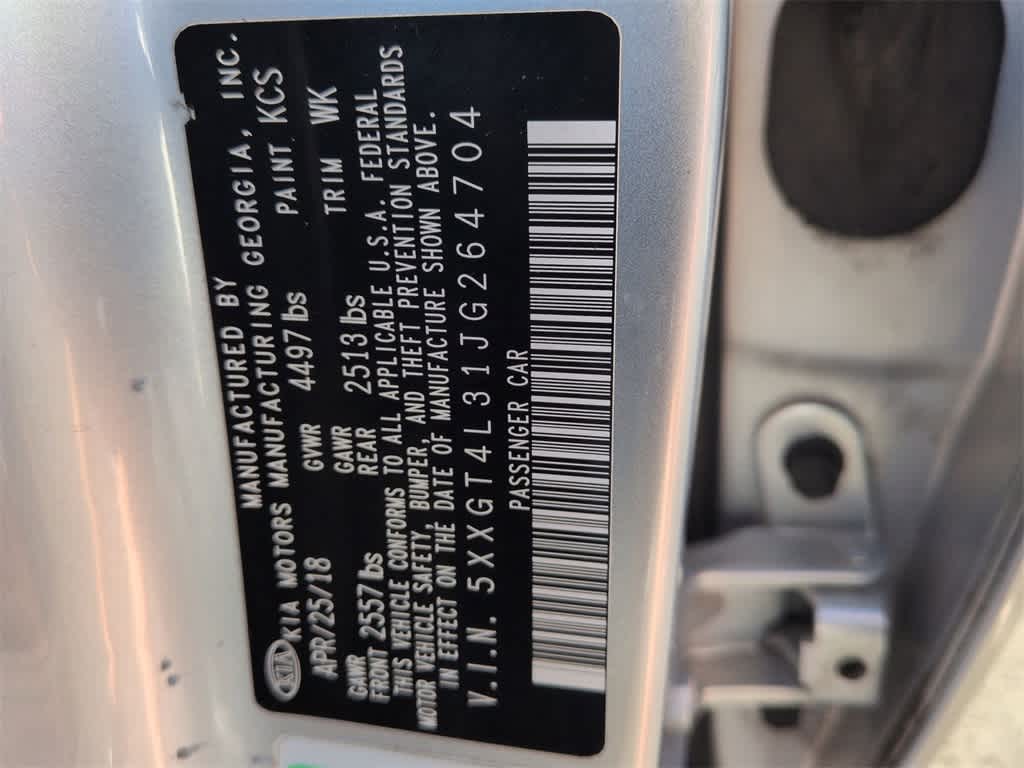 MANUFACTURED BY
KIA KIA MOTORS MANUFACTURING GEORGIA, INC.
APR/25/18 GVWR 4497 lbs PAINT KCS
GAWR FRONT 2557 lbs GAWR REAR 2513 lbs TRIM WK
THIS VEHICLE CONFORMS TO ALL APPLICABLE U.S.A. FEDERAL
MOTOR VEHICLE SAFETY, BUMPER, AND THEFT PREVENTION STANDARDS
IN EFFECT ON THE DATE OF MANUFACTURE SHOWN ABOVE.
V.I.N. 5XXGT4L31JG264704
PASSENGER CAR